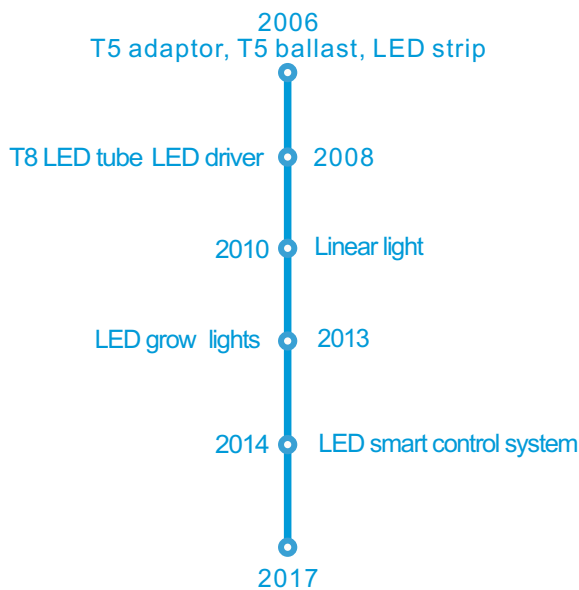 2006
T5 adaptor, T5 ballast, LED strip
T8 LED tube LED driver 2008
2010 Linear light
LED grow lights 2013
2014 LED smart control system
2017